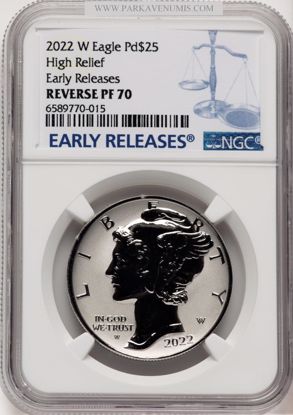 WWW.PARKAVENUMIS.COM
2022 W Eagle Pd$25
High Relief
Early Releases
REVERSE PF 70
6589770-015
EARLY RELEASES®
NGC
LIBERTY
IN GOD
WE TRUST
W
W
2022